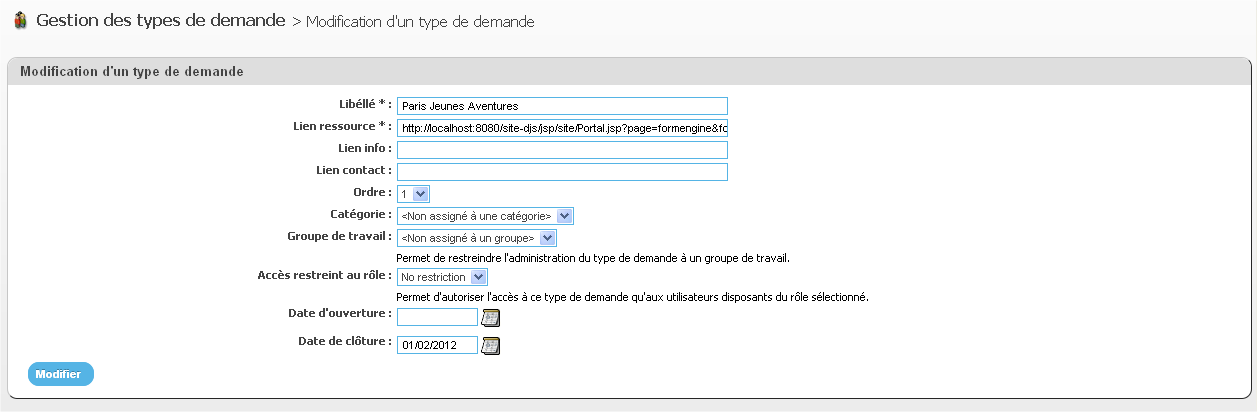 Gestion des types de demande > Modification d'un type de demande
Modification d'un type de demande
Libéllé * : Paris Jeunes Aventures
Lien ressource * : http://localhost:8080/site-djs/jsp/site/Portal.jsp?page=formengine&fo
Lien info :
Lien contact :
Ordre : 1
Catégorie : <Non assigné à une catégorie>
Groupe de travail : <Non assigné à un groupe>
Permet de restreindre l'administration du type de demande à un groupe de travail.
Accès restreint au rôle : No restriction
Permet d'autoriser l'accès à ce type de demande qu'aux utilisateurs disposants du rôle sélectionné.
Date d'ouverture :
Date de clôture : 01/02/2012
Modifier